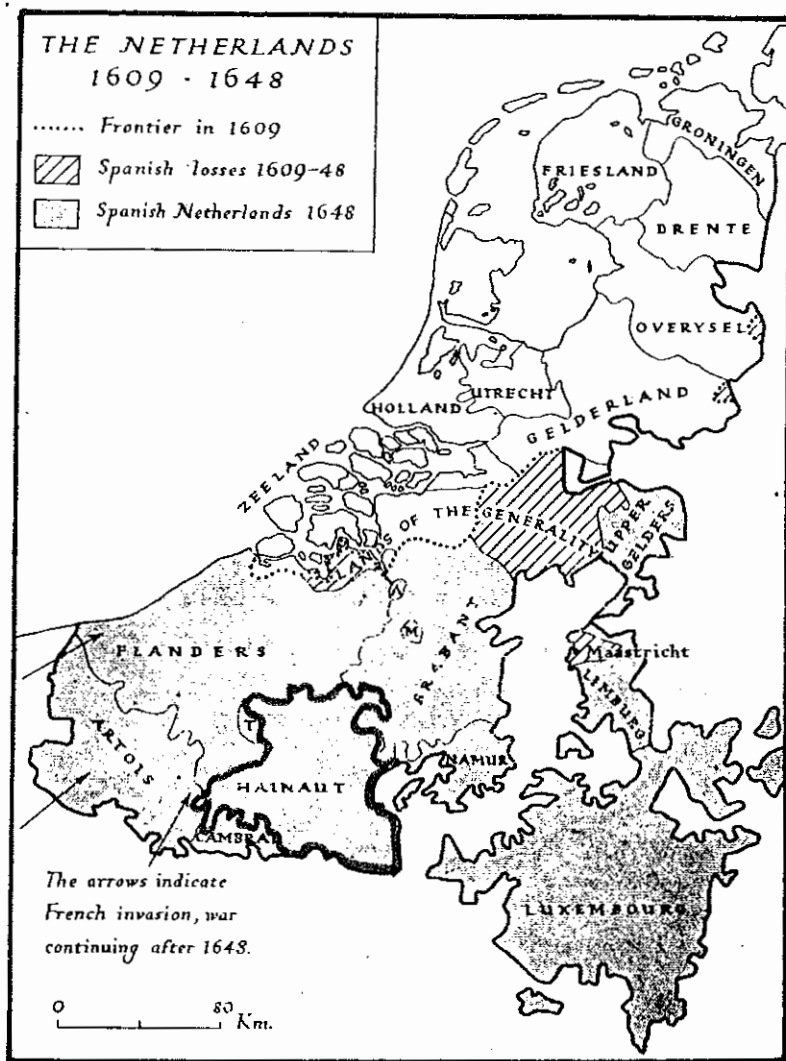 THE NETHERLANDS
1609 - 1648
Frontier in 1609
Spanish losses 1609-48
Spanish Netherlands 1648
GRONINGEN
FRIESLAND
DRENTE
OVERYSEL
UTRECHT
HOLLAND
GELDERLAND
ZEELAND
LANDS OF THE GENERALITY
UPPER
GELDERS
A
M
FLANDERS
BRABANT
Maastricht
LIMBURG
ARTOIS
T
NAMUR
HAINAUT
CAMBRAI
LUXEMBOURG
The arrows indicate
French invasion, war
continuing after 1648.
0 80
Km.